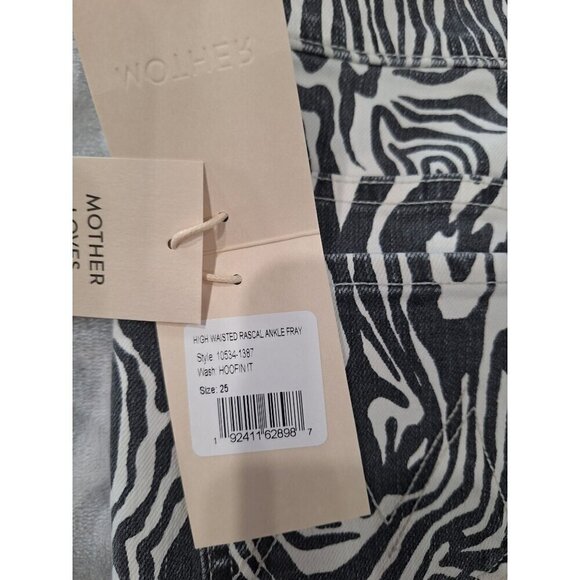 MOTHER
MOTHER
LOVES
HIGH WAISTED RASCAL ANKLE FRAY
Style: 10534-1387
Wash: HOOFIN IT
Size: 25
1 92411 62898 7